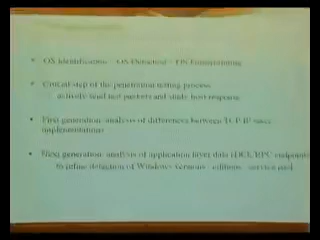 OS Identification = OS Detection = OS Fingerprinting
Crucial step of the penetration testing process
actively send test packets and study host response
First generation: analysis of differences between TCP/IP stack
implementations
Next generation: analysis of application layer data (DCE RPC endpoints)
to refine detection of Windows versions / editions / service pack